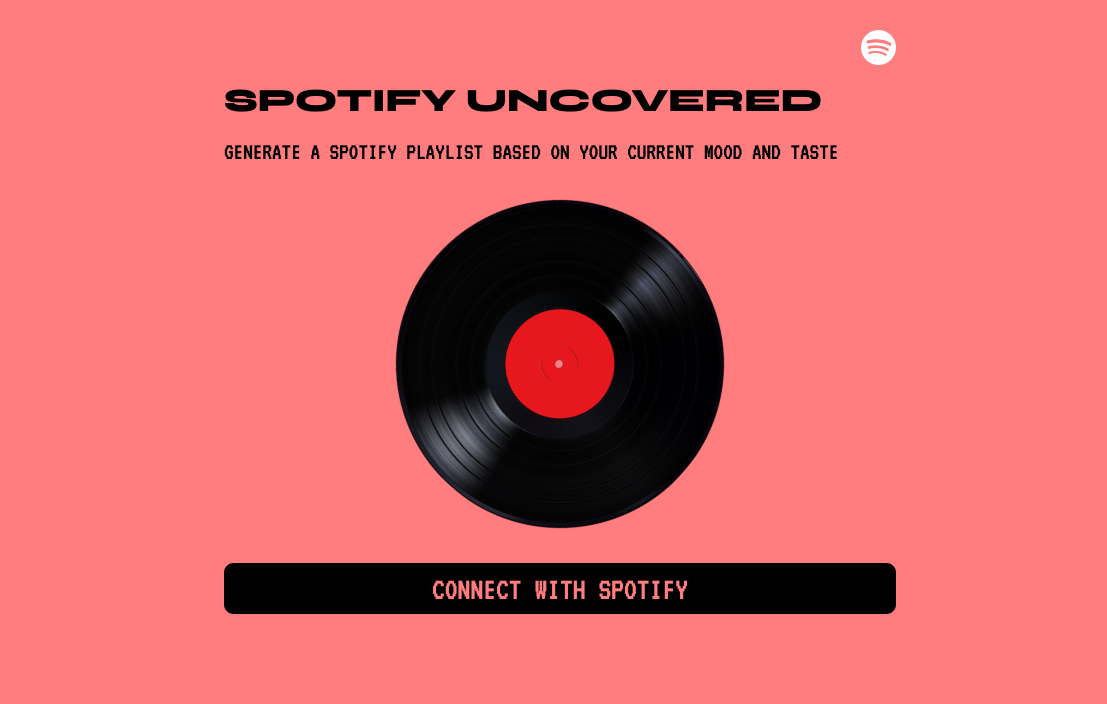 SPOTIFY UNCOVERED
GENERATE A SPOTIFY PLAYLIST BASED ON YOUR CURRENT MOOD AND TASTE
CONNECT WITH SPOTIFY